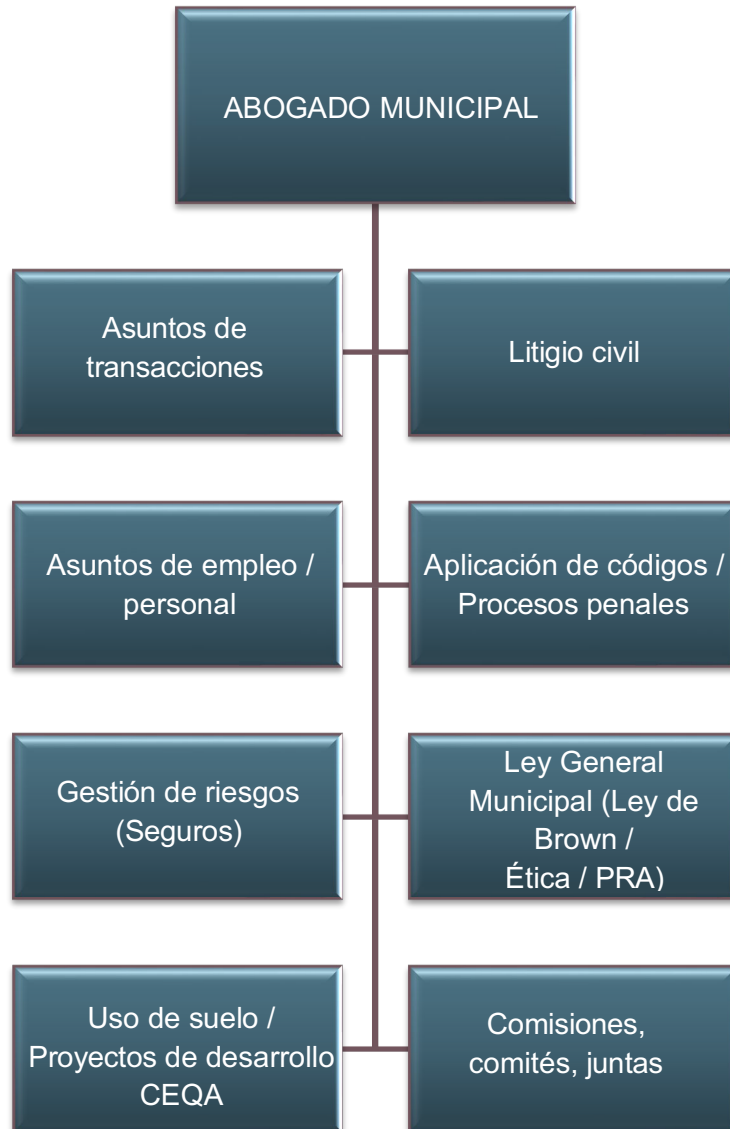 ABOGADO MUNICIPAL
Asuntos de
transacciones
Litigio civil
Asuntos de empleo /
personal
Aplicación de códigos /
Procesos penales
Gestión de riesgos
(Seguros)
Ley General
Municipal (Ley de
Brown /
Ética / PRA)
Uso de suelo /
Proyectos de desarrollo
CEQA
Comisiones,
comités, juntas